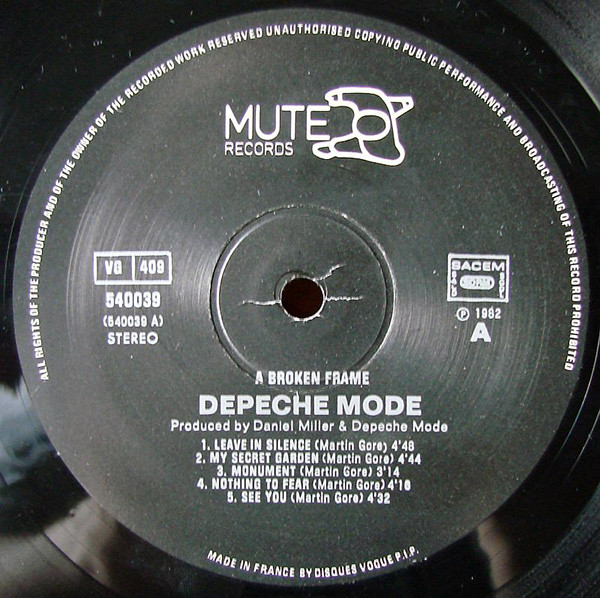 ALL RIGHTS OF THE PRODUCER AND OF THE OWNER OF THE RECORDED WORK RESERVED UNAUTHORISED COPYING PUBLIC PERFORMANCE AND BROADCASTING OF THIS RECORD PROHIBITED
MUTE
RECORDS
VG 409
540039
(540039 A)
STEREO
SACEM
℗ 1982
A
A BROKEN FRAME
DEPECHE MODE
Produced by Daniel Miller & Depeche Mode
1. LEAVE IN SILENCE (Martin Gore) 4'48
2. MY SECRET GARDEN (Martin Gore) 4'44
3. MONUMENT (Martin Gore) 3'14
4. NOTHING TO FEAR (Martin Gore) 4'16
5. SEE YOU (Martin Gore) 4'32
MADE IN FRANCE BY DISQUES VOGUE P.I.P.